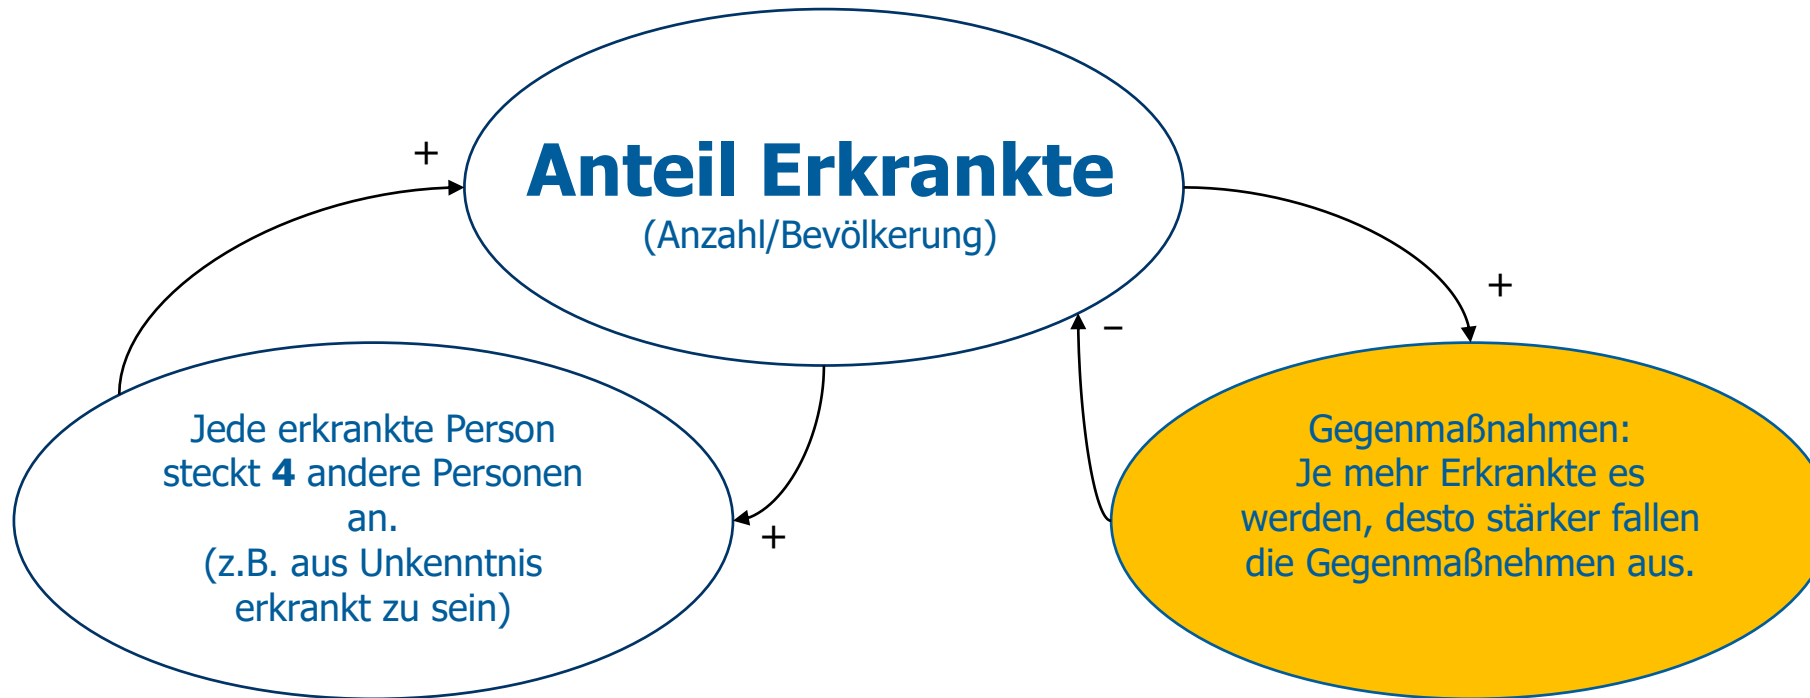 Anteil Erkrankte
(Anzahl/Bevölkerung)
+
+
–
+
Jede erkrankte Person
steckt 4 andere Personen
an.
(z.B. aus Unkenntnis
erkrankt zu sein)
Gegenmaßnahmen:
Je mehr Erkrankte es
werden, desto stärker fallen
die Gegenmaßnehmen aus.